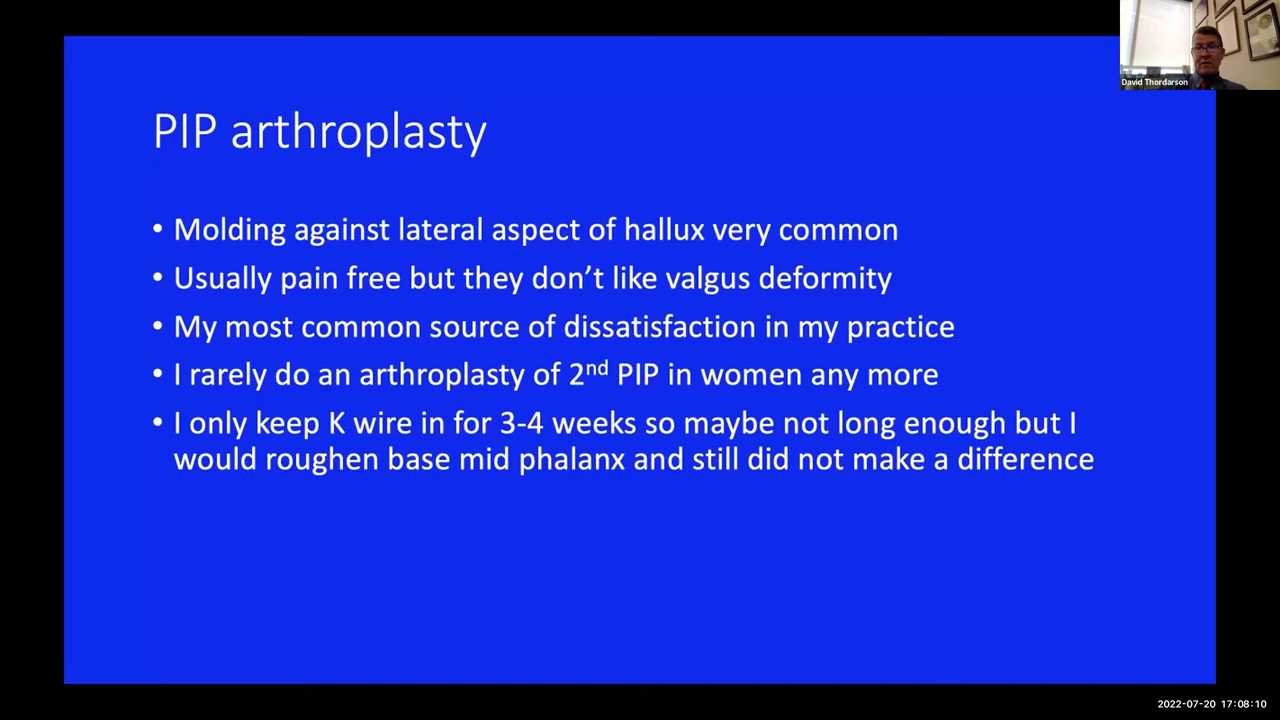 David Thordarson
PIP arthroplasty
• Molding against lateral aspect of hallux very common
• Usually pain free but they don’t like valgus deformity
• My most common source of dissatisfaction in my practice
• I rarely do an arthroplasty of 2nd PIP in women any more
• I only keep K wire in for 3-4 weeks so maybe not long enough but I
would roughen base mid phalanx and still did not make a difference
2022-07-20 17:08:10